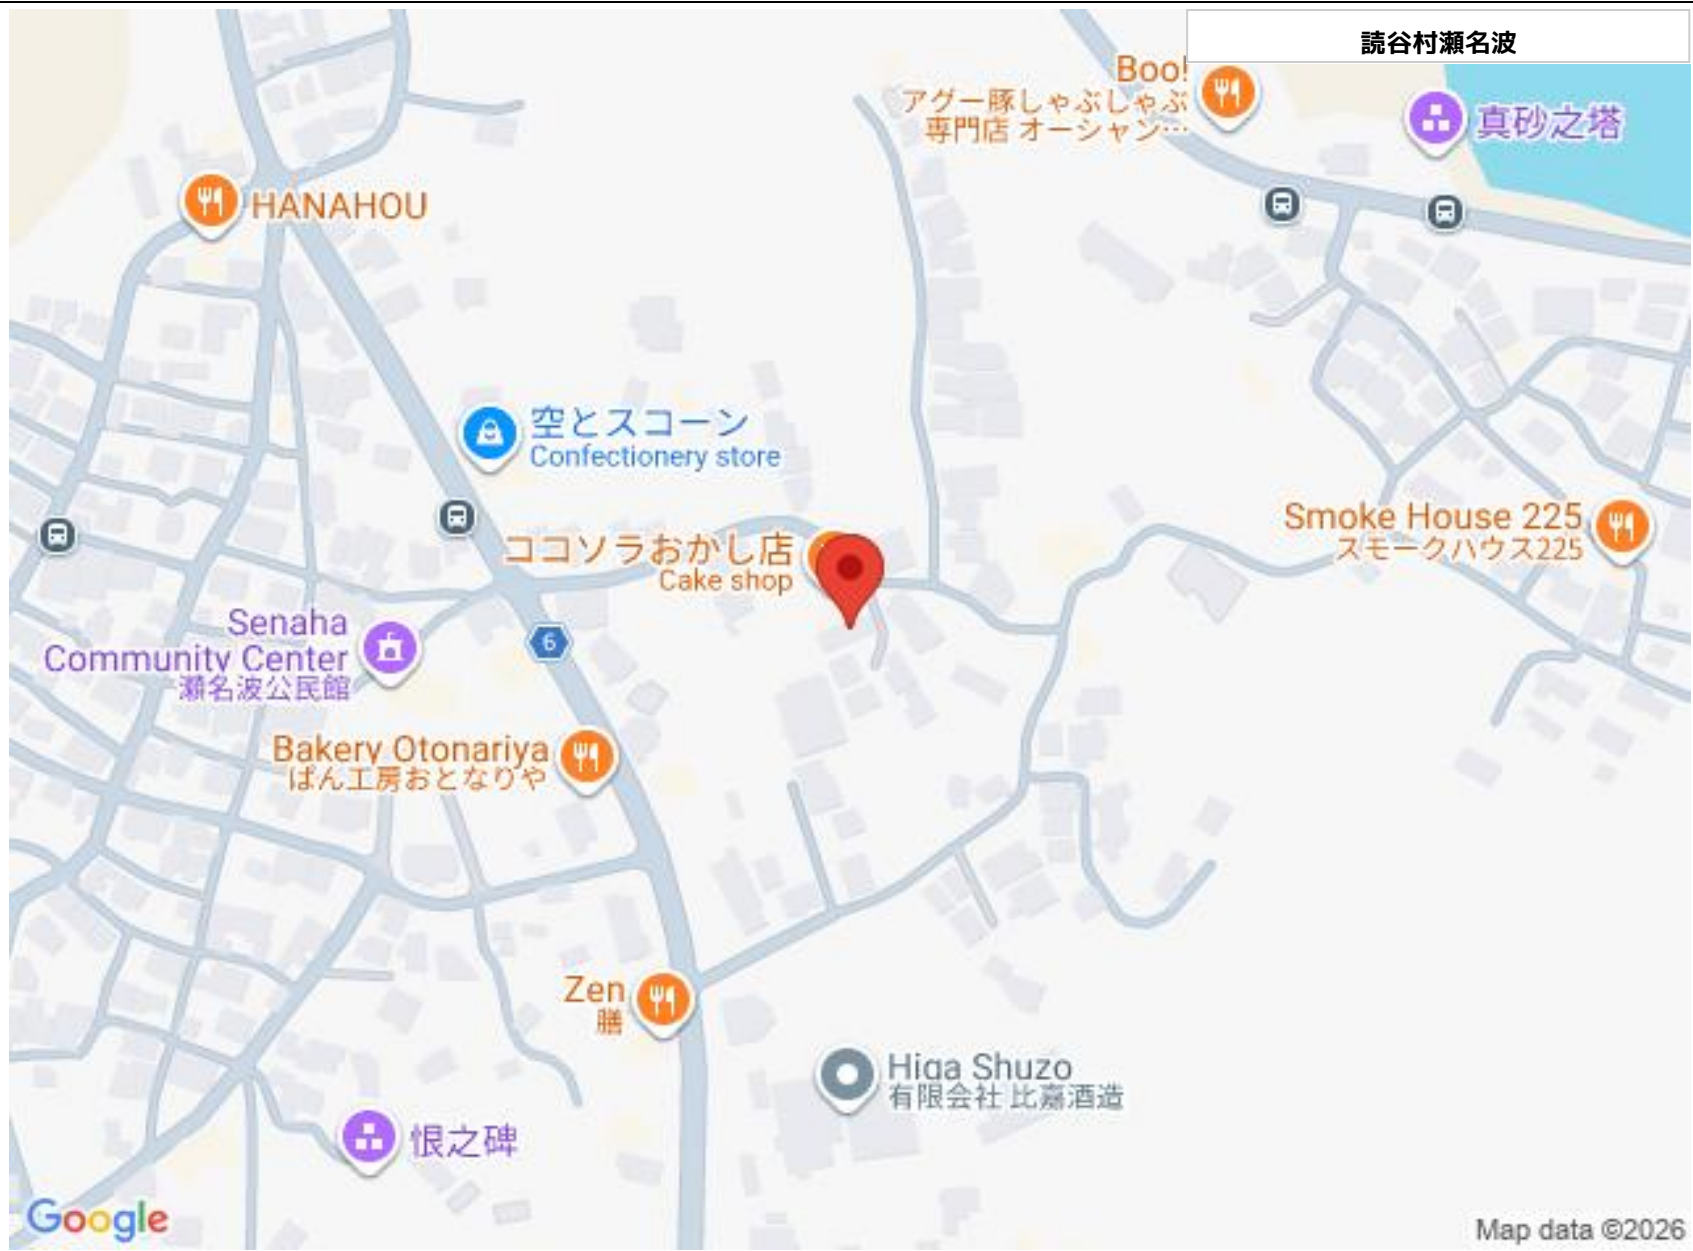 読谷村瀬名波
Boo!
アグー豚しゃぶしゃぶ
専門店 オーシャン…
真砂之塔
HANAHOU
空とスコーン
Confectionery store
ココソラおかし店
Cake shop
Smoke House 225
スモークハウス225
Senaha
Community Center
瀬名波公民館
6
Bakery Otonariya
ぱん工房おとなりや
Zen
膳
Higa Shuzo
有限会社 比嘉酒造
恨之碑
Google
Map data ©2026